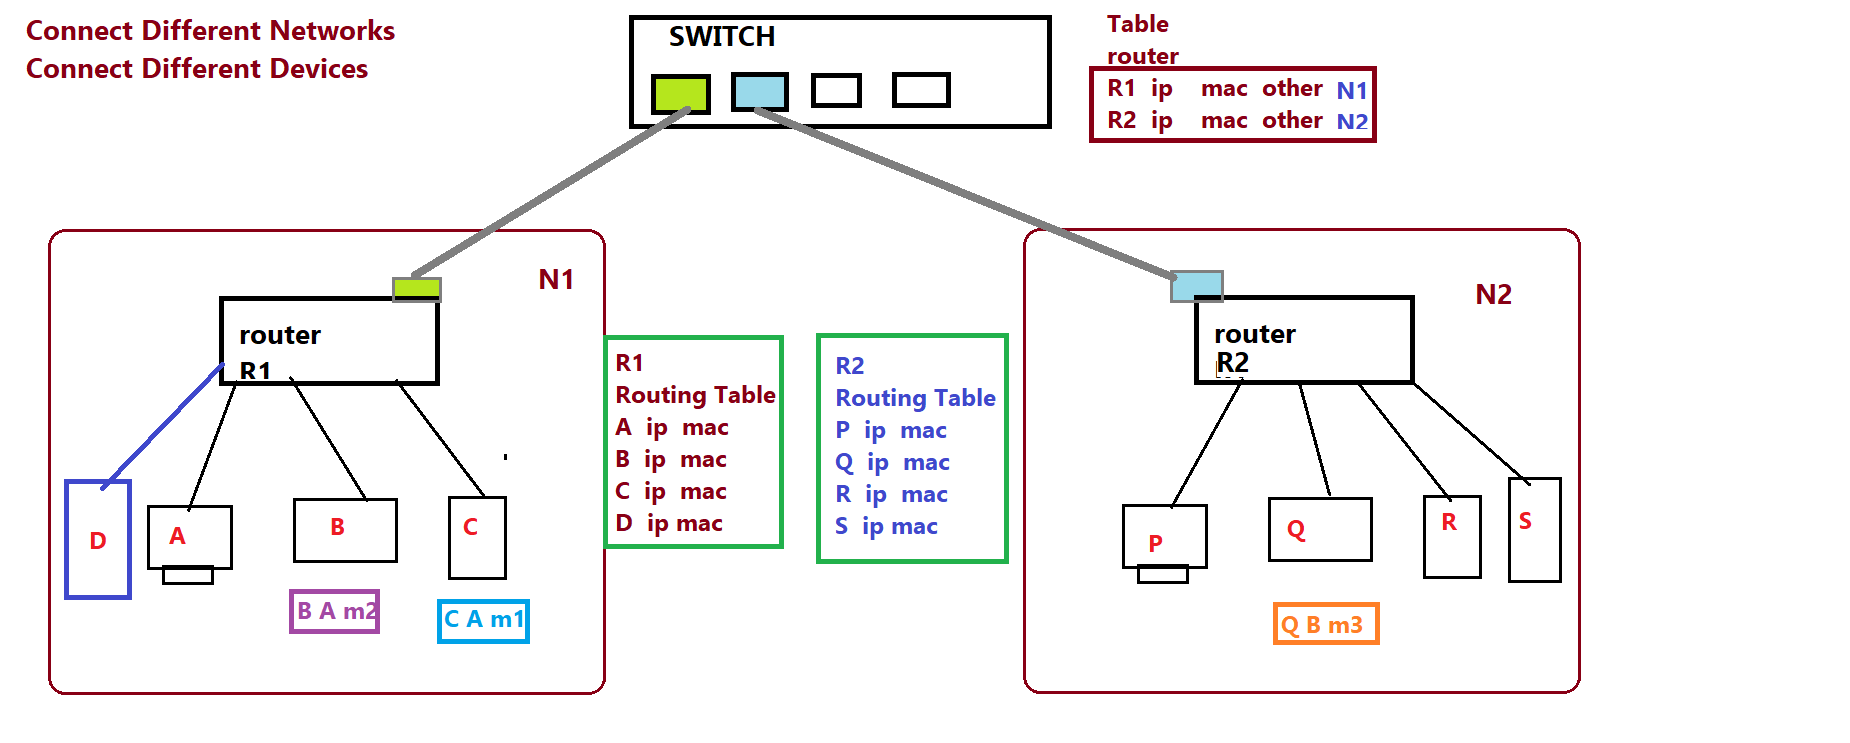 Connect Different Networks
Connect Different Devices
SWITCH
Table
router
R1 ip mac other N1
R2 ip mac other N2
N1
router
R1
D
A
B
C
B A m2
C A m1
R1
Routing Table
A ip mac
B ip mac
C ip mac
D ip mac
R2
Routing Table
P ip mac
Q ip mac
R ip mac
S ip mac
N2
router
R2
P
Q
R
S
Q B m3